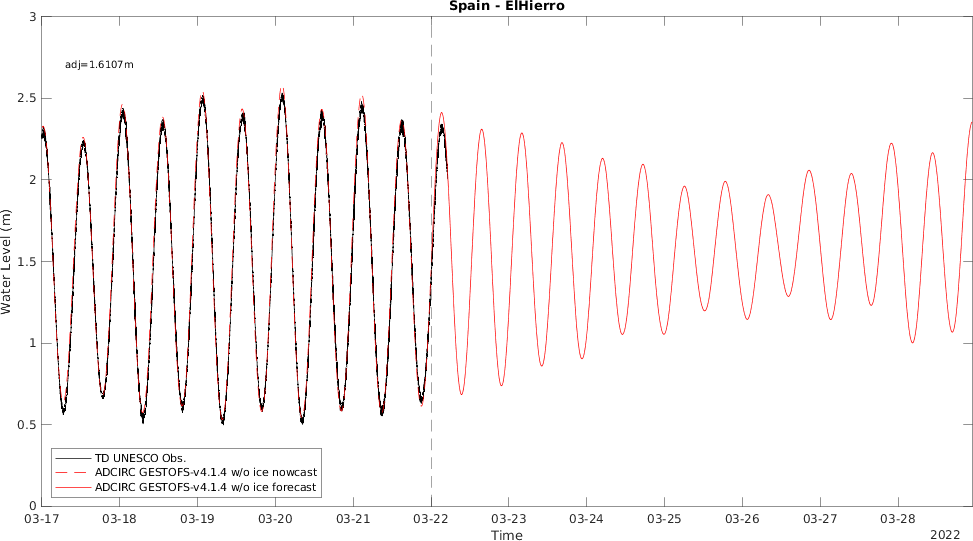 Spain - ElHierro
adj=1.6107m
3
2.5
2
1.5
1
0.5
0
Water Level (m)
TD UNESCO Obs.
ADCIRC GESTOFS-v4.1.4 w/o ice nowcast
ADCIRC GESTOFS-v4.1.4 w/o ice forecast
03-17 03-18 03-19 03-20 03-21 03-22 03-23 03-24 03-25 03-26 03-27 03-28
Time
2022